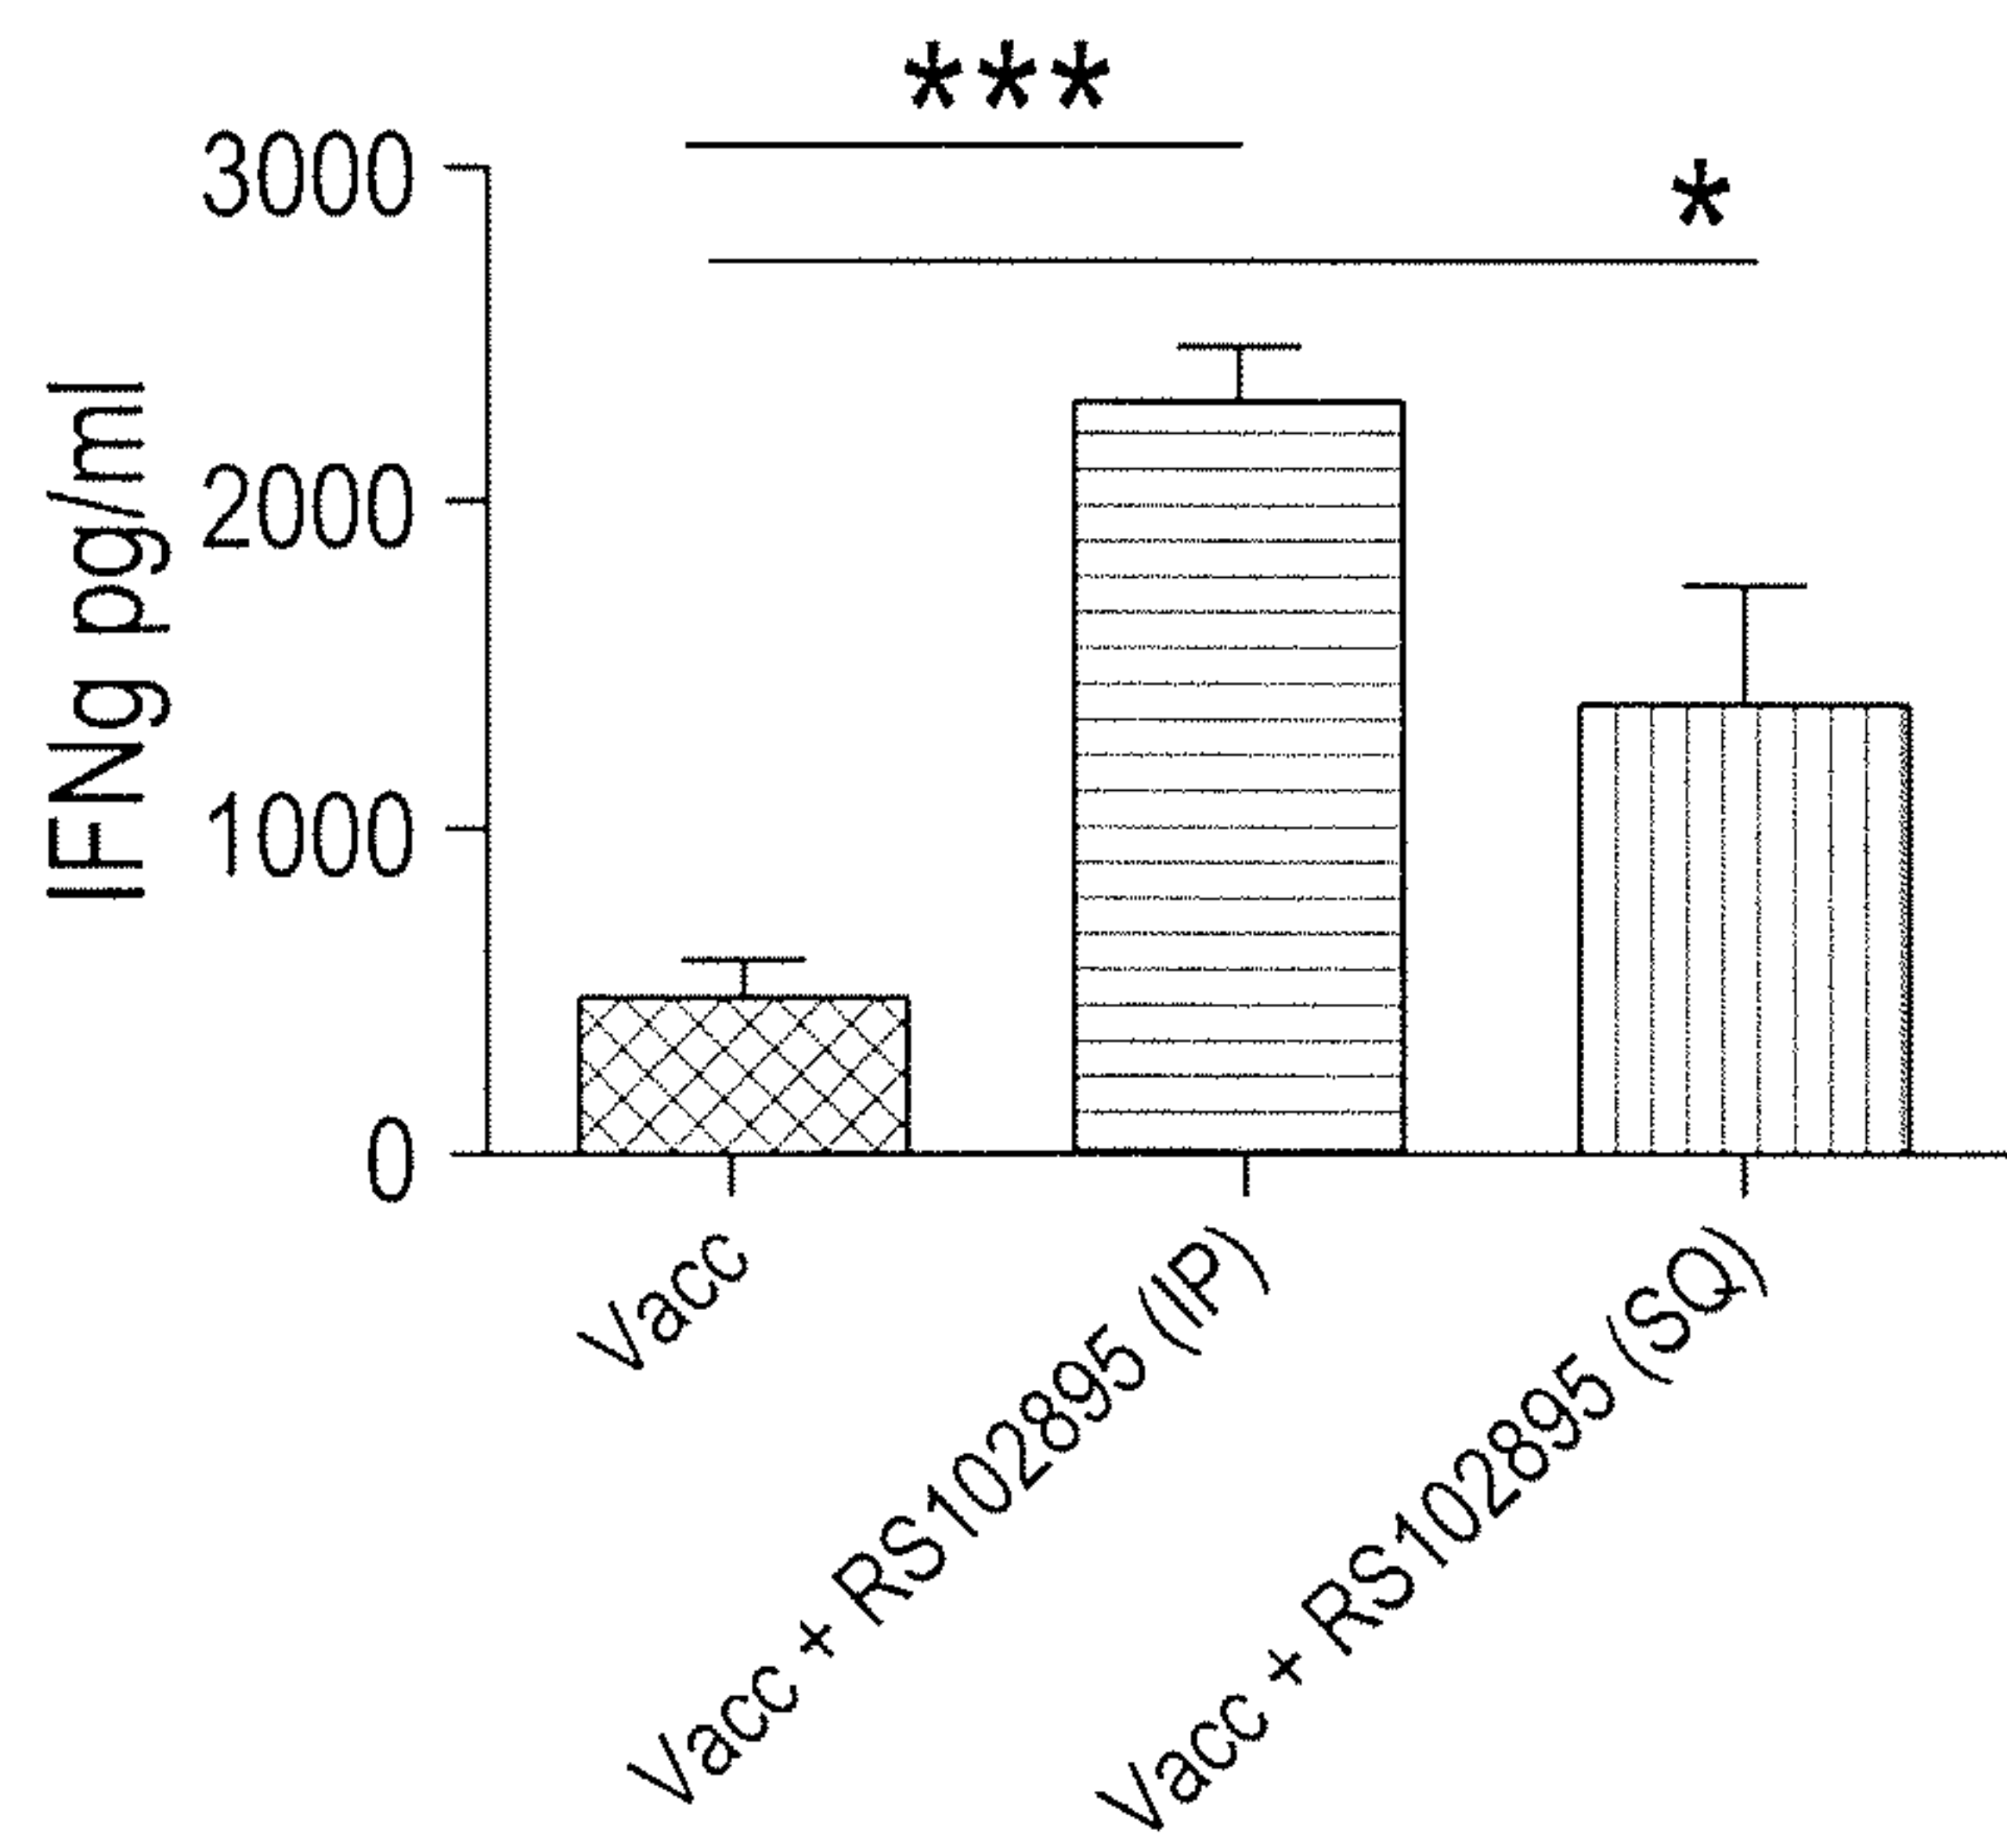 ***
*
3000
2000
1000
0
IFNg pg/ml
Vacc
Vacc + RS102895 (IP)
Vacc + RS102895 (SQ)